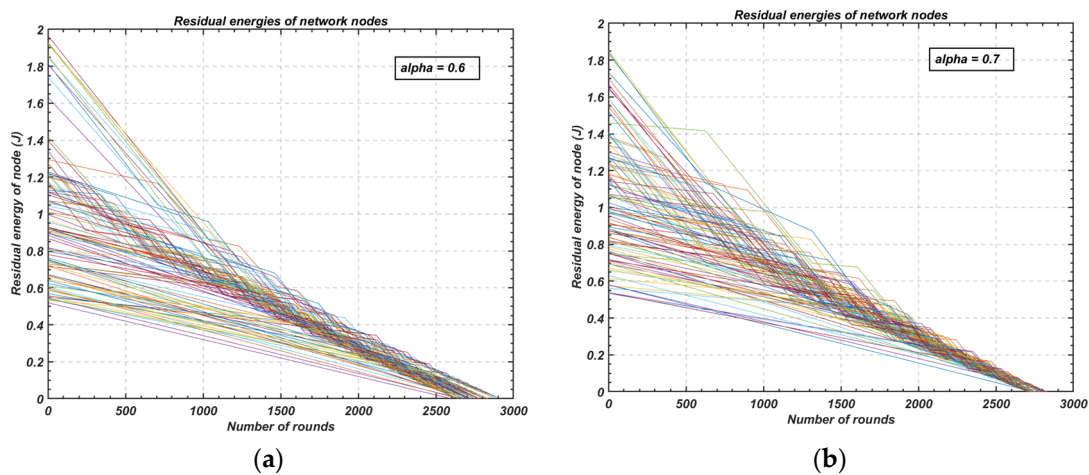 Residual energies of network nodes
alpha = 0.6
Residual energy of node (J)
2
1.8
1.6
1.4
1.2
1
0.8
0.6
0.4
0.2
0
0 500 1000 1500 2000 2500 3000
Number of rounds
(a)
Residual energies of network nodes
alpha = 0.7
Residual energy of node (J)
2
1.8
1.6
1.4
1.2
1
0.8
0.6
0.4
0.2
0
0 500 1000 1500 2000 2500 3000
Number of rounds
(b)